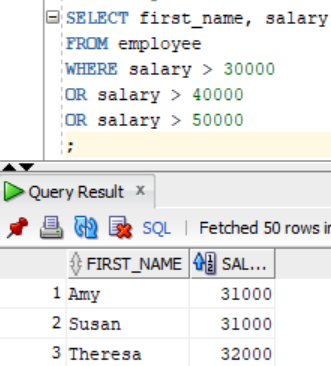 SELECT first_name, salary
FROM employee
WHERE salary > 30000
OR salary > 40000
OR salary > 50000
;
Query Result x
SQL | Fetched 50 rows in
FIRST_NAME SAL...
1 Amy 31000
2 Susan 31000
3 Theresa 32000